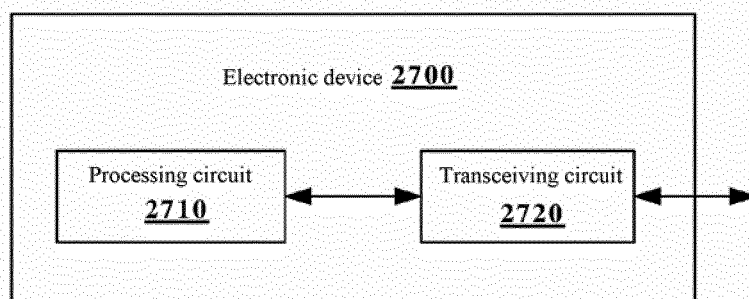 Electronic device 2700
Processing circuit
2710
Transceiving circuit
2720